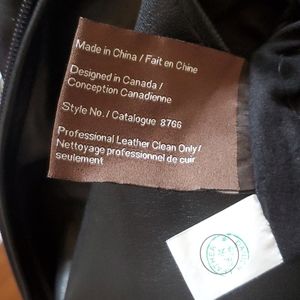 Made in China / Fait en Chine
Designed in Canada /
Conception Canadienne
Style No./ Catalogue 8766
Professional Leather Clean Only/
Nettoyage professionnel de cuir
seulement